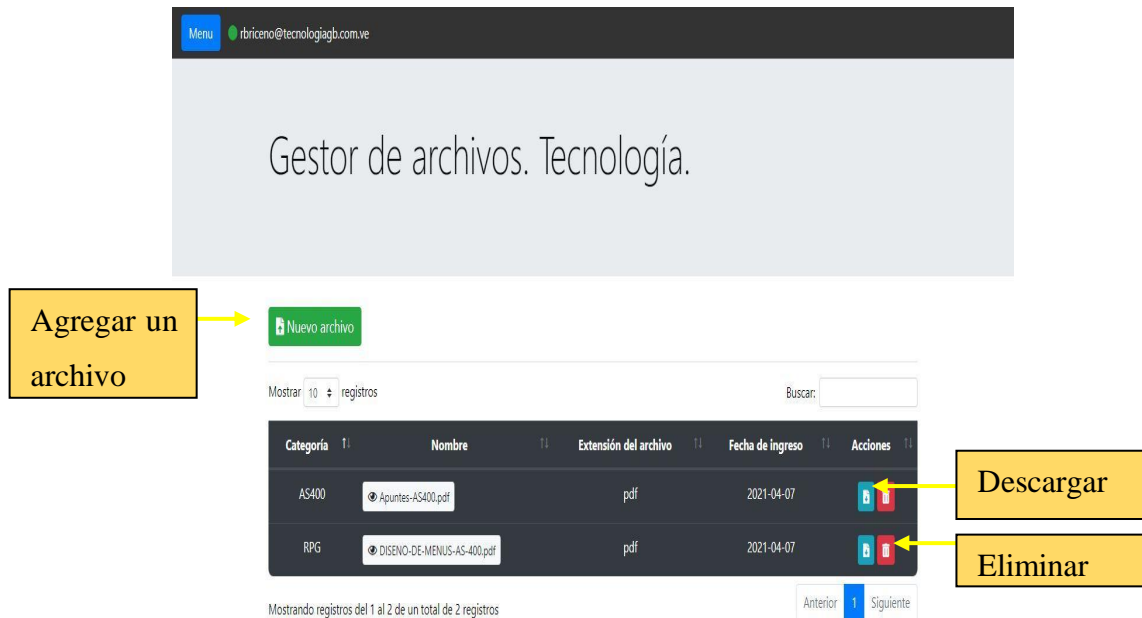 Menu rbriceno@tecnologiagb.com.ve
Gestor de archivos. Tecnología.
Agregar un
archivo
Nuevo archivo
Mostrar 10 registros Buscar:
Categoría Nombre Extensión del archivo Fecha de ingreso Acciones
AS400 Apuntes-AS400.pdf pdf 2021-04-07
Descargar
RPG DISENO-DE-MENUS-AS-400.pdf pdf 2021-04-07
Eliminar
Mostrando registros del 1 al 2 de un total de 2 registros Anterior 1 Siguiente